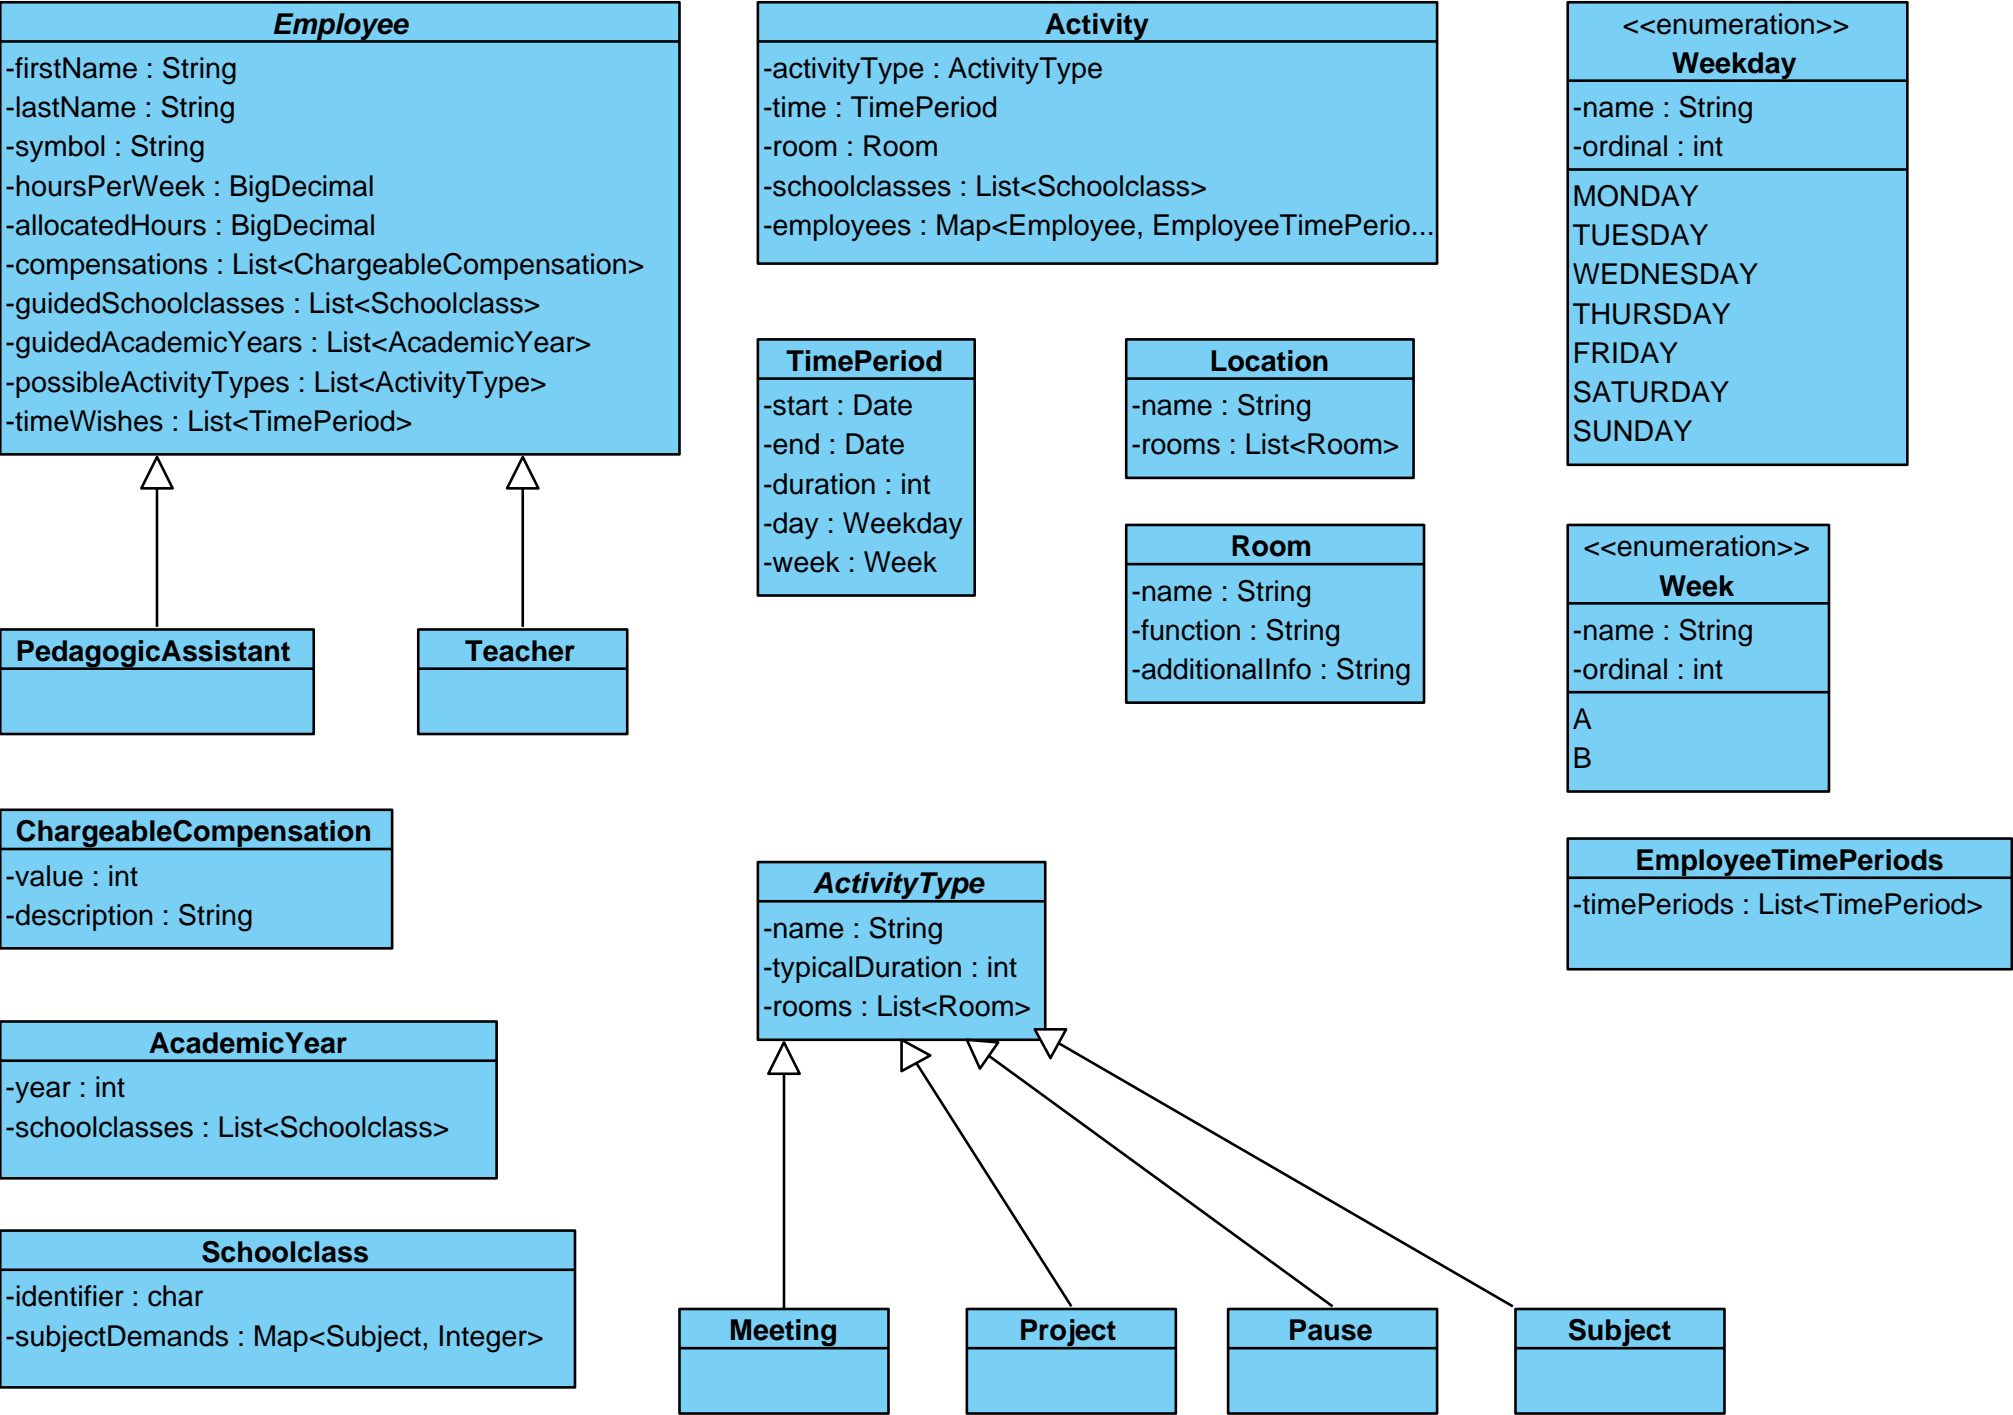 Employee
-firstName : String
-lastName : String
-symbol : String
-hoursPerWeek : BigDecimal
-allocatedHours : BigDecimal
-compensations : List<ChargeableCompensation>
-guidedSchoolclasses : List<Schoolclass>
-guidedAcademicYears : List<AcademicYear>
-possibleActivityTypes : List<ActivityType>
-timeWishes : List<TimePeriod>
Activity
-activityType : ActivityType
-time : TimePeriod
-room : Room
-schoolclasses : List<Schoolclass>
-employees : Map<Employee, EmployeeTimePerio...
<<enumeration>>
Weekday
-name : String
-ordinal : int
MONDAY
TUESDAY
WEDNESDAY
THURSDAY
FRIDAY
SATURDAY
SUNDAY
TimePeriod
-start : Date
-end : Date
-duration : int
-day : Weekday
-week : Week
Location
-name : String
-rooms : List<Room>
Room
-name : String
-function : String
-additionalInfo : String
<<enumeration>>
Week
-name : String
-ordinal : int
A
B
PedagogicAssistant
Teacher
ChargeableCompensation
-value : int
-description : String
ActivityType
-name : String
-typicalDuration : int
-rooms : List<Room>
EmployeeTimePeriods
-timePeriods : List<TimePeriod>
AcademicYear
-year : int
-schoolclasses : List<Schoolclass>
Schoolclass
-identifier : char
-subjectDemands : Map<Subject, Integer>
Meeting
Project
Pause
Subject